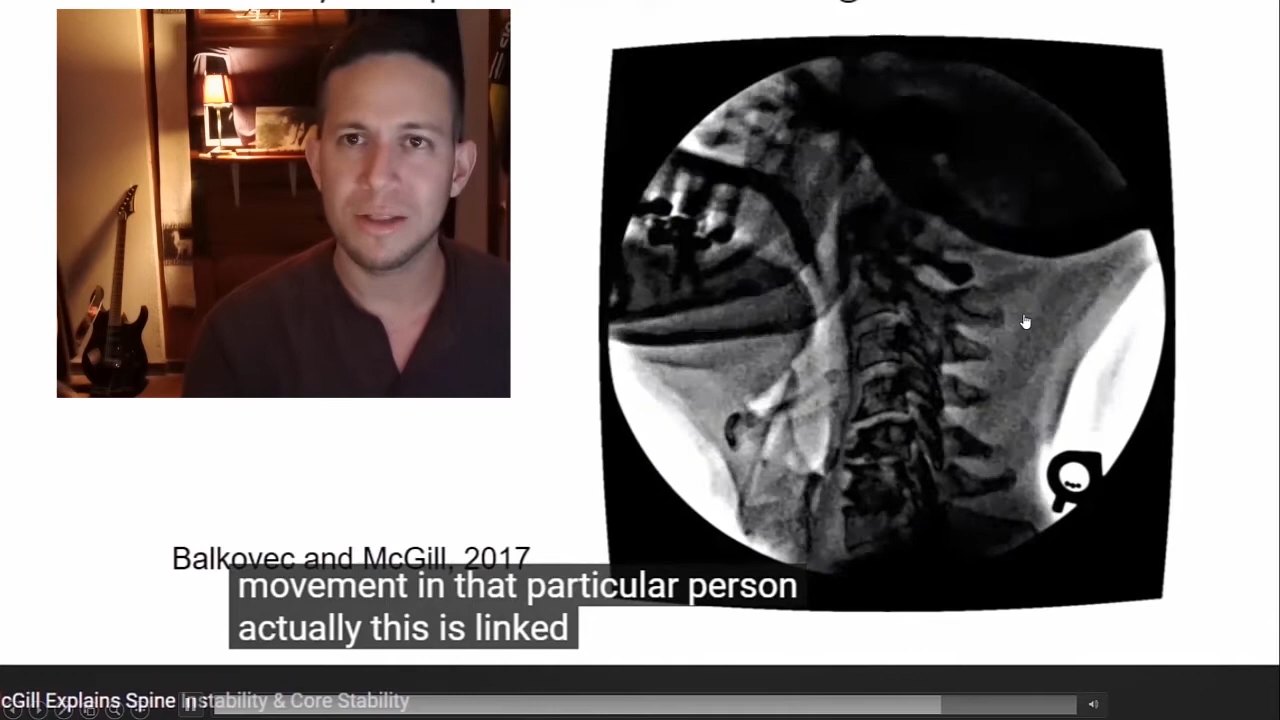 Balkovec and McGill, 2017
movement in that particular person
actually this is linked
cGill Explains Spine Instability & Core Stability